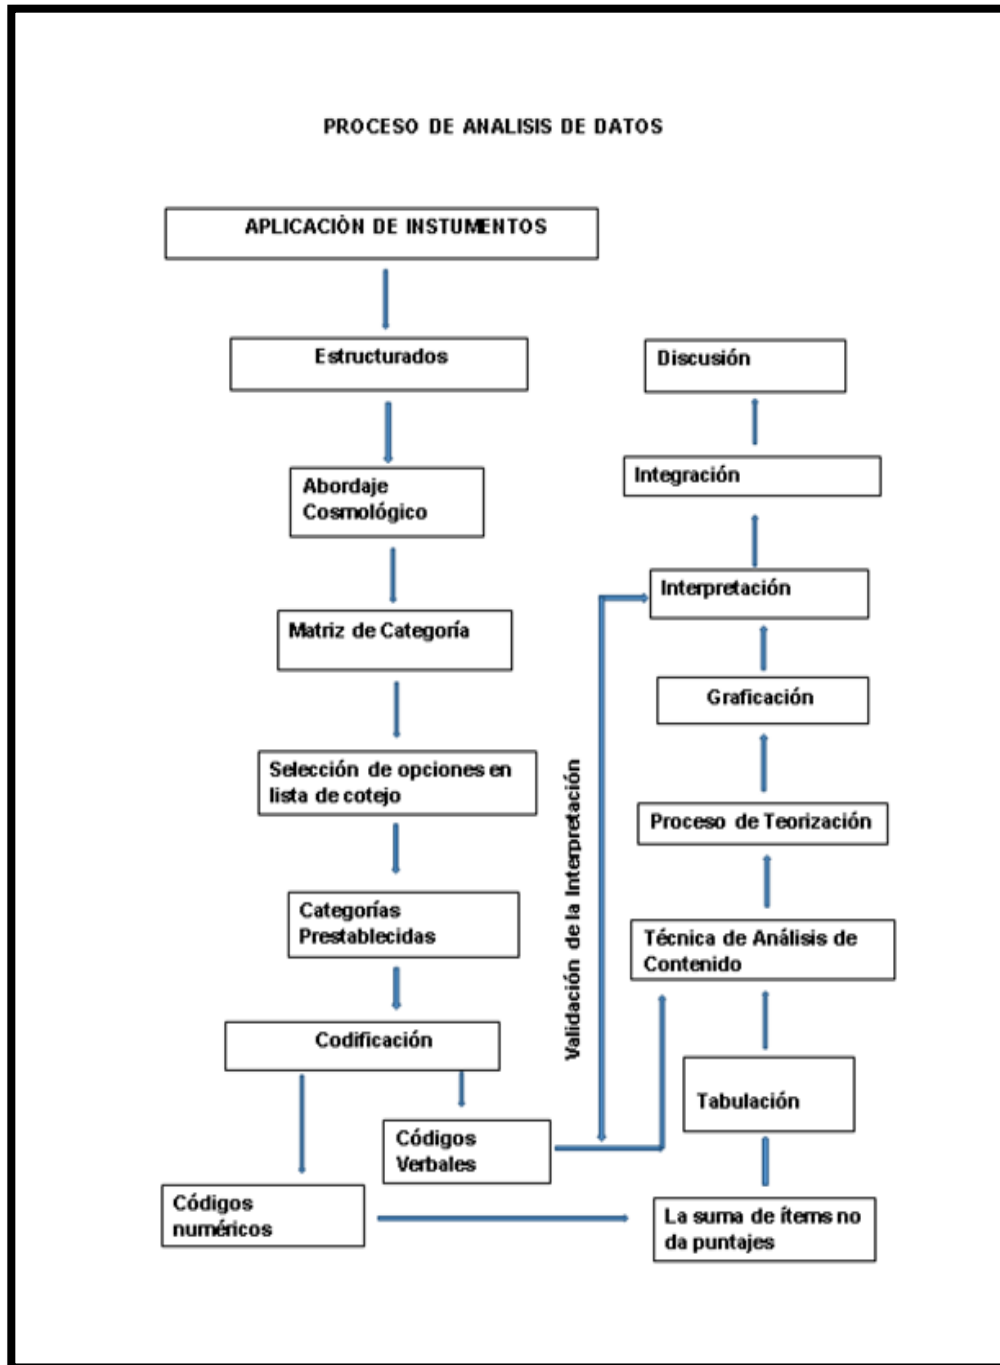 PROCESO DE ANALISIS DE DATOS
APLICACIÓN DE INSTUMENTOS
Estructurados
Abordaje
Cosmológico
Matriz de Categoría
Selección de opciones en
lista de cotejo
Categorías
Prestablecidas
Codificación
Códigos
Verbales
Códigos
numéricos
Validación de la Interpretación
Discusión
Integración
Interpretación
Graficación
Proceso de Teorización
Técnica de Análisis de
Contenido
Tabulación
La suma de ítems no
da puntajes